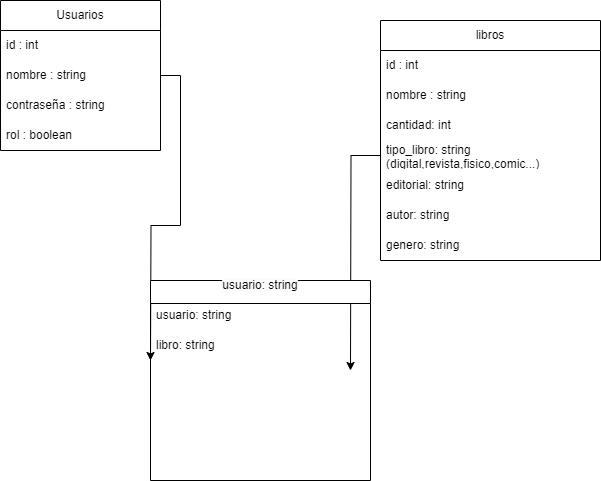 Usuarios
id : int
nombre : string
contraseña : string
rol : boolean
libros
id : int
nombre : string
cantidad: int
tipo_libro: string
(digital,revista,fisico,comic...)
editorial: string
autor: string
genero: string
usuario: string
usuario: string
libro: string